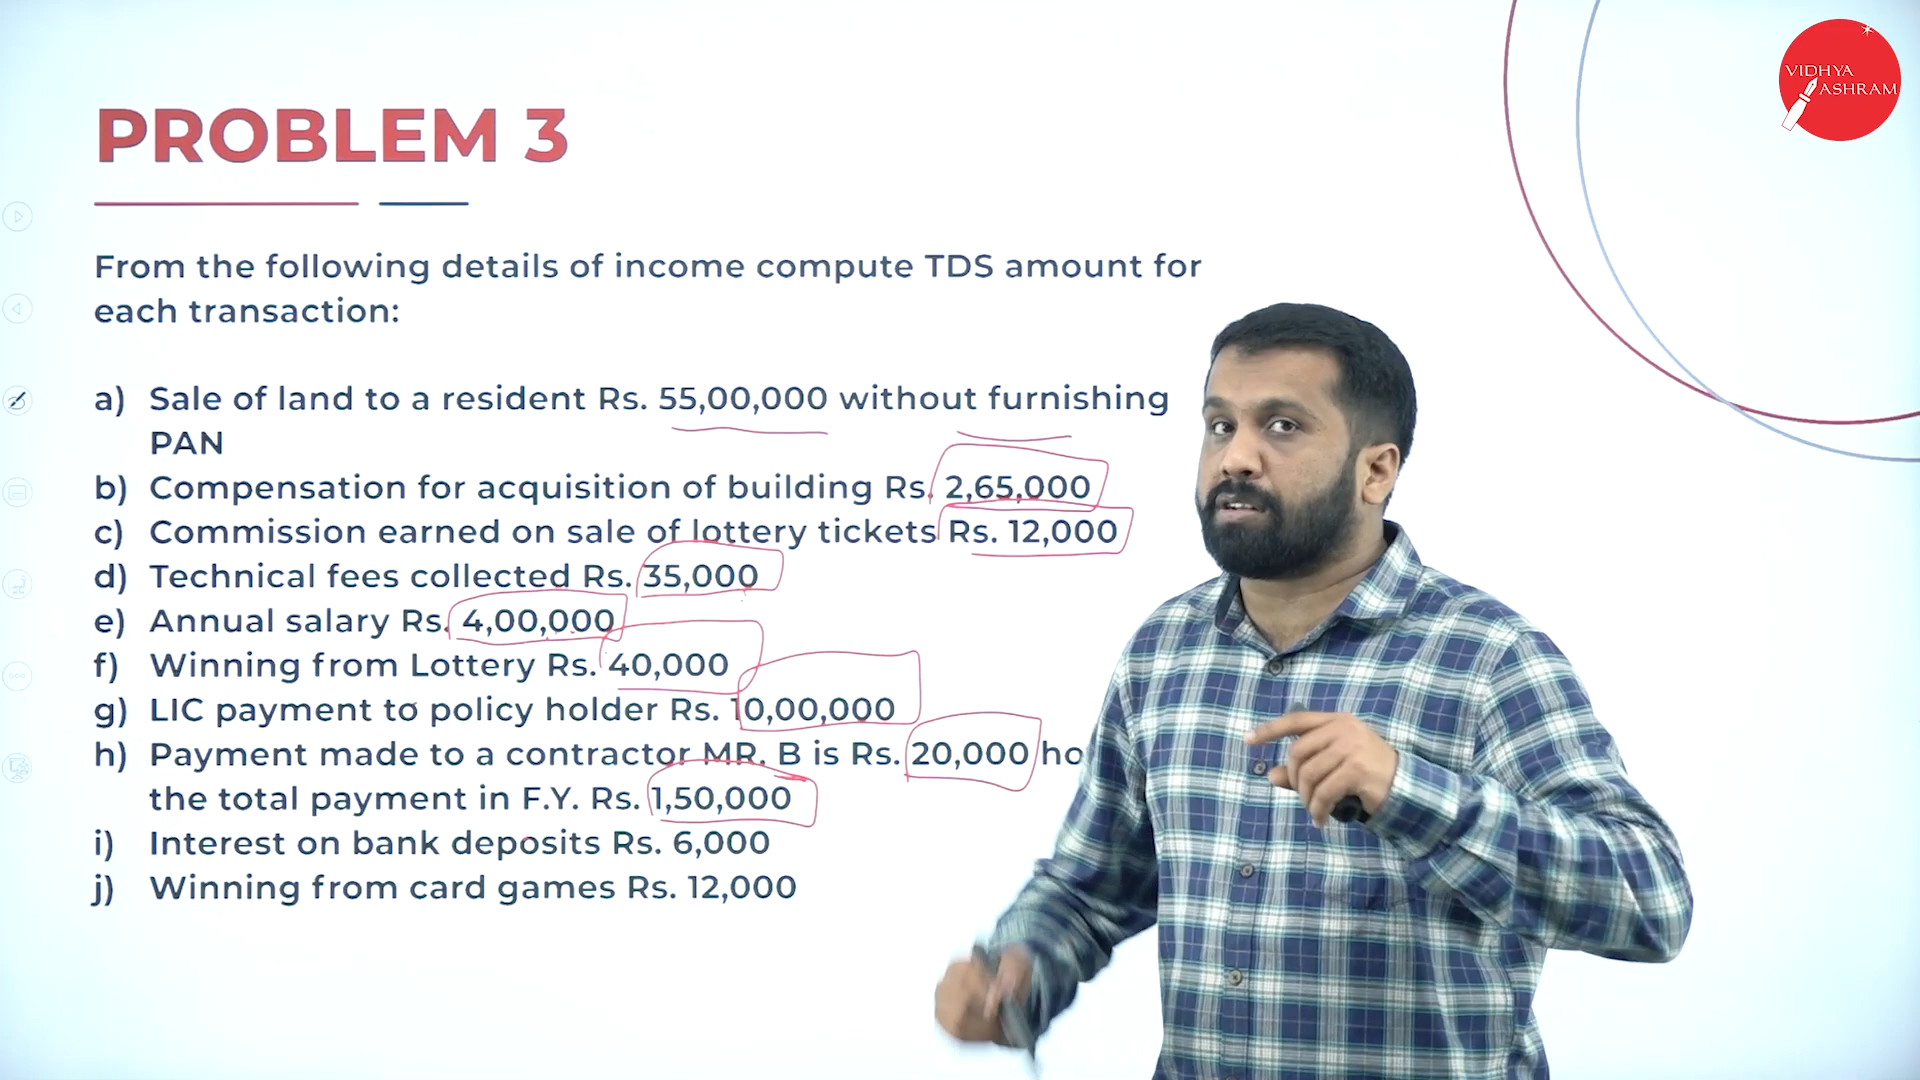 VIDHYA
ASHRAM
PROBLEM 3
From the following details of income compute TDS amount for
each transaction:
a) Sale of land to a resident Rs. 55,00,000 without furnishing
PAN
b) Compensation for acquisition of building Rs. 2,65,000
c) Commission earned on sale of lottery tickets Rs. 12,000
d) Technical fees collected Rs. 35,000
e) Annual salary Rs. 4,00,000
f) Winning from Lottery Rs. 40,000
g) LIC payment to policy holder Rs. 10,00,000
h) Payment made to a contractor MR. B is Rs. 20,000
the total payment in F.Y. Rs. 1,50,000
i) Interest on bank deposits Rs. 6,000
j) Winning from card games Rs. 12,000